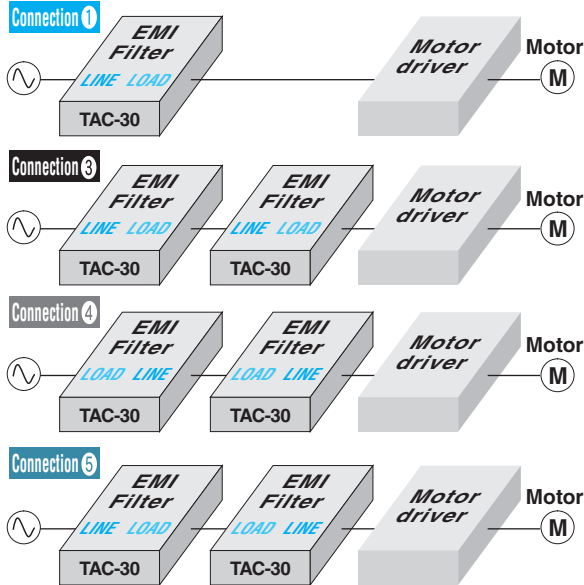 Connection ①
EMI
Filter
LINE LOAD
TAC-30
Motor
driver
Motor
M
Connection ③
EMI
Filter
LINE LOAD
TAC-30
EMI
Filter
LINE LOAD
TAC-30
Motor
driver
Motor
M
Connection ④
EMI
Filter
LOAD LINE
TAC-30
EMI
Filter
LOAD LINE
TAC-30
Motor
driver
Motor
M
Connection ⑤
EMI
Filter
LINE LOAD
TAC-30
EMI
Filter
LOAD LINE
TAC-30
Motor
driver
Motor
M